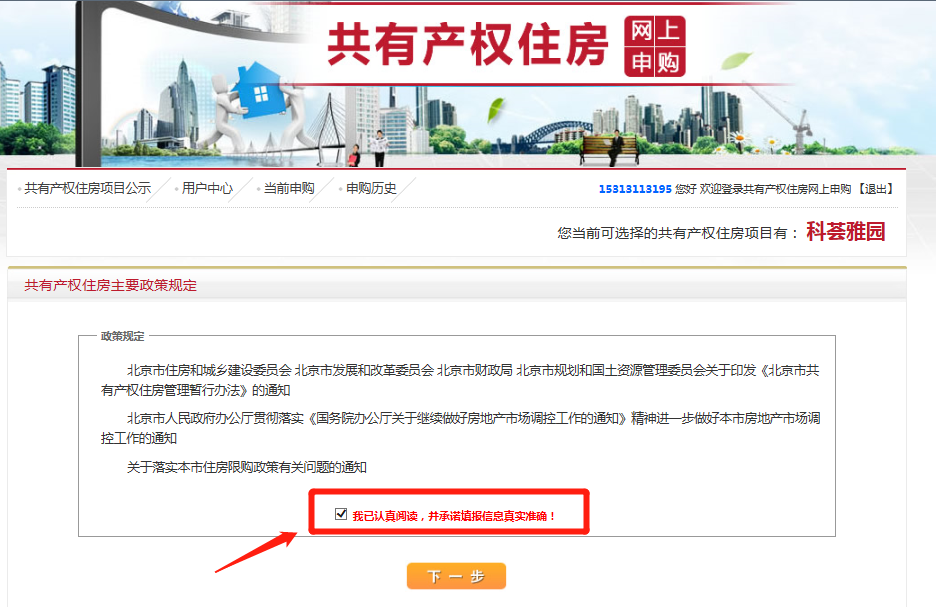 共有产权住房
网上
申购
共有产权住房项目公示 用户中心 当前申购 申购历史
15313113195 您好 欢迎登录共有产权住房网上申购 【退出】
您当前可选择的共有产权住房项目有： 科荟雅园
共有产权住房主要政策规定
政策规定
北京市住房和城乡建设委员会 北京市发展和改革委员会 北京市财政局 北京市规划和国土资源管理委员会关于印发《北京市共
有产权住房管理暂行办法》的通知
北京市人民政府办公厅贯彻落实《国务院办公厅关于继续做好房地产市场调控工作的通知》精神进一步做好本市房地产市场调
控工作的通知
关于落实本市住房限购政策有关问题的通知
我已认真阅读，并承诺填报信息真实准确！
下一步